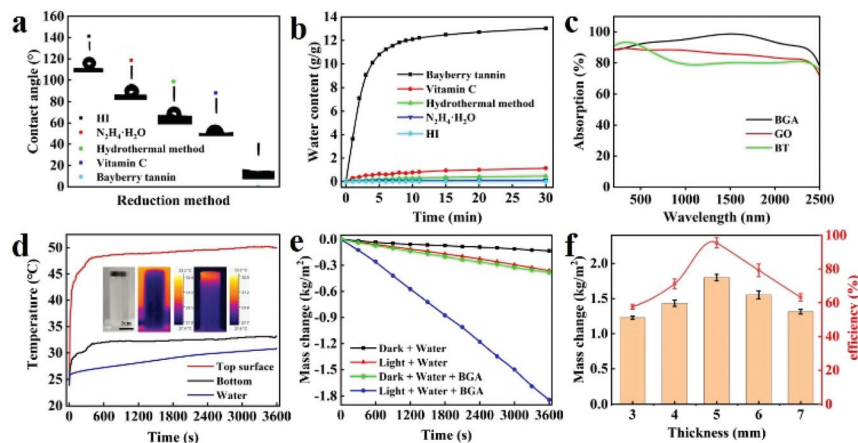 a
Contact angle (°)
160
140
120
100
80
60
40
20
0
HI
N₂H₄·H₂O
Hydrothermal method
Vitamin C
Bayberry tannin
Reduction method
b
Water content (g/g)
14
12
10
8
6
4
2
0
Bayberry tannin
Vitamin C
Hydrothermal method
N₂H₄·H₂O
HI
0 5 10 15 20 25 30
Time (min)
c
Absorption (%)
100
80
60
40
20
0
BGA
GO
BT
500 1000 1500 2000 2500
Wavelength (nm)
d
Temperature (°C)
50
45
40
35
30
25
20
3cm
Top surface
Bottom
Water
0 600 1200 1800 2400 3000 3600
Time (s)
e
Mass change (kg/m²)
0.0
-0.3
-0.6
-0.9
-1.2
-1.5
-1.8
Dark + Water
Light + Water
Dark + Water + BGA
Light + Water + BGA
0 600 1200 1800 2400 3000 3600
Time (s)
f
Mass change (kg/m²)
2.0
1.5
1.0
0.5
0.0
3 4 5 6 7
Thickness (mm)
100
80
60
40
20
0
efficiency (%)